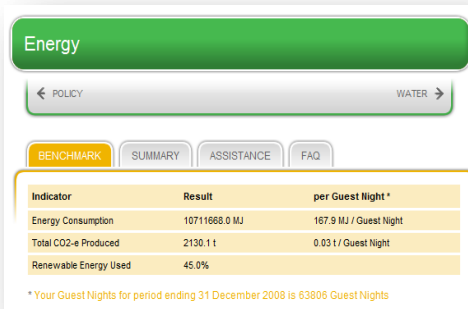 Energy
POLICY WATER
BENCHMARK SUMMARY ASSISTANCE FAQ
Indicator Result per Guest Night *
Energy Consumption 10711668.0 MJ 167.9 MJ / Guest Night
Total CO2-e Produced 2130.1 t 0.03 t / Guest Night
Renewable Energy Used 45.0%
* Your Guest Nights for period ending 31 December 2008 is 63806 Guest Nights